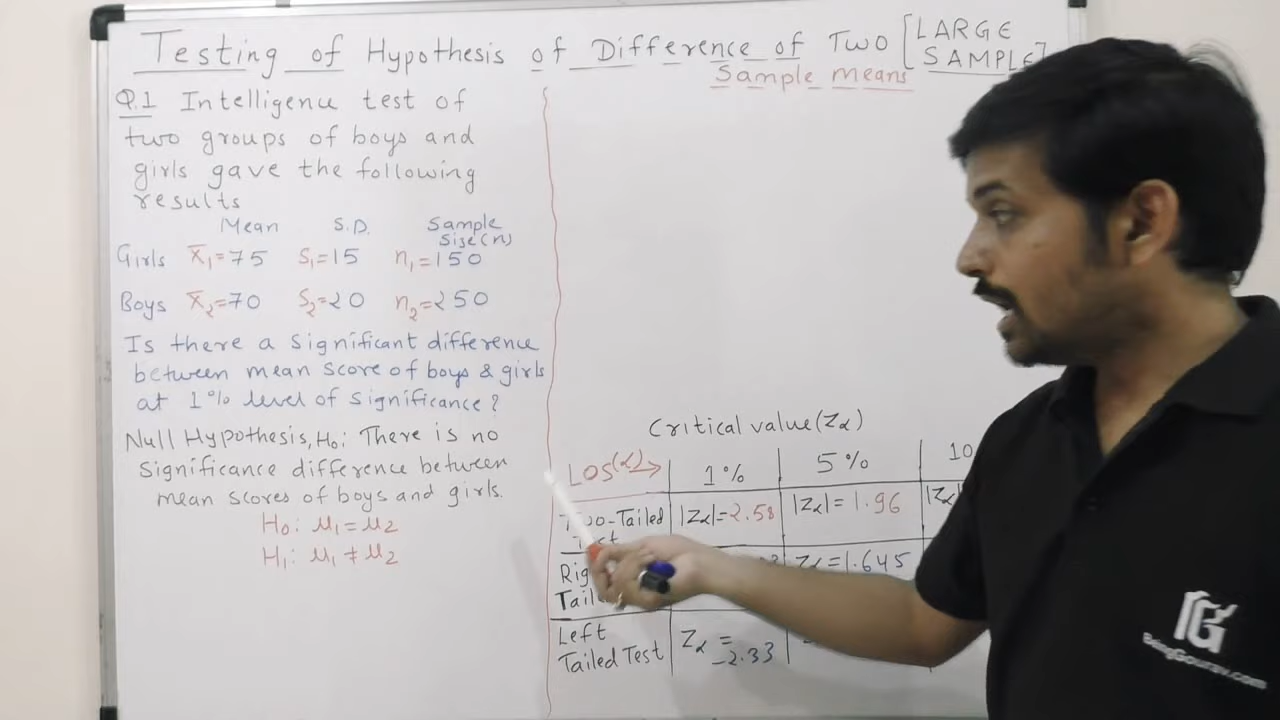 Testing of Hypothesis of Difference of Two [LARGE SAMPLE]
Sample means
Q.1 Intelligence test of
two groups of boys and
girls gave the following
results
Mean S.D. Sample Size(n)
Girls x̄₁=75 S₁=15 n₁=150
Boys x̄₂=70 S₂=20 n₂=250
Is there a significant difference
between mean score of boys & girls
at 1% level of significance?
Null Hypothesis, H₀: There is no
significance difference between
mean scores of boys and girls.
H₀: μ₁ = μ₂
H₁: μ₁ ≠ μ₂
Critical value (Zα)
LOS(α)→ 1% 5% 10
Two-Tailed |Zα|=2.58 |Zα|=1.96 |Zα|
Zα=1.645
Left Zα =
Tailed Test -2.33
BeingGourav.com